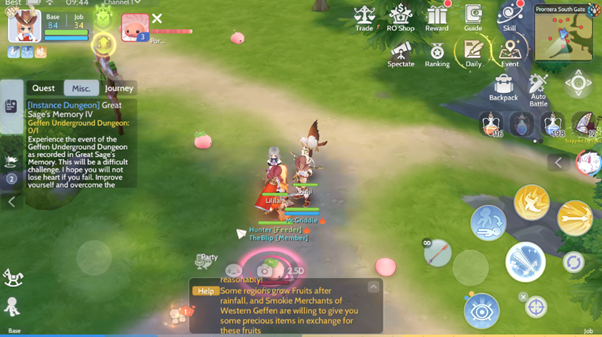 Best
09:44
Channel 1
Base
84
Job
34
3
Trade
RO Shop
Reward
Guide
Skill
Prontera South Gate
Spectate
Ranking
Daily
Event
Backpack
Auto
Battle
Quest
Misc.
Journey
[Instance Dungeon] Great
Sage's Memory IV
Geffen Underground Dungeon:
0/1
Experience the event of the
Geffen Underground Dungeon
as recorded in Great Sage's
Memory. This will be a difficult
challenge. I hope you will not
lose heart if you fail. Improve
yourself and overcome the
2
Hunter [Feeder]
TheBlip [Member]
Party
reasonably!
Help
Some regions grow Fruits after
rainfall, and Smokie Merchants of
Western Geffen are willing to give you
some precious items in exchange for
these fruits
Base
Job